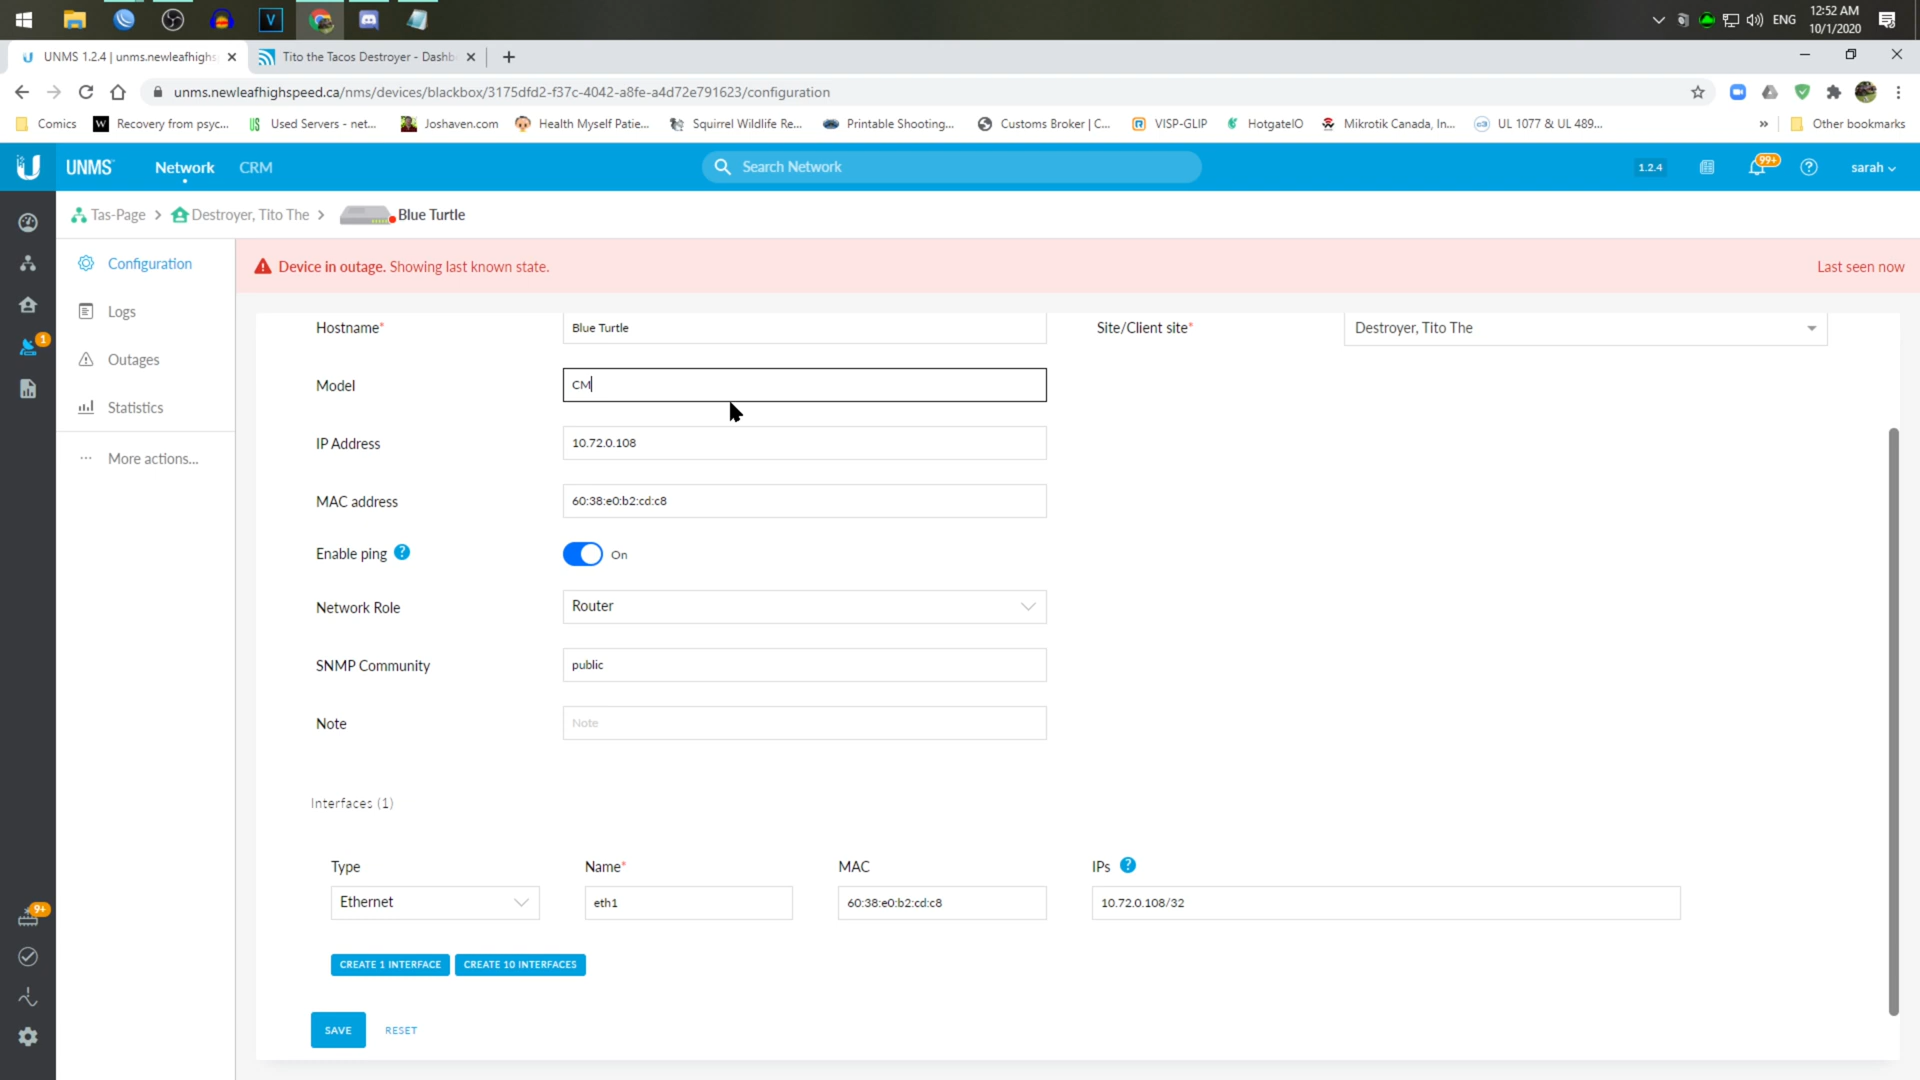 ENG
12:52 AM
10/1/2020
UNMS 1.2.4 | unms.newleafhighs
Tito the Tacos Destroyer - Dashb
unms.newleafhighspeed.ca/nms/devices/blackbox/3175dfd2-f37c-4042-a8fe-a4d72e791623/configuration
Comics
Recovery from psyc...
Used Servers - net...
Joshaven.com
Health Myself Patie...
Squirrel Wildlife Re...
Printable Shooting...
Customs Broker | C...
VISP-GLIP
HotgateIO
Mikrotik Canada, In...
UL 1077 & UL 489...
»
Other bookmarks
UNMS
Network
CRM
Search Network
1.2.4
99+
sarah
Tas-Page > Destroyer, Tito The > Blue Turtle
Configuration
Logs
Outages
Statistics
More actions...
1
9+
Device in outage. Showing last known state.
Last seen now
Hostname*
Blue Turtle
Site/Client site*
Destroyer, Tito The
Model
CM
IP Address
10.72.0.108
MAC address
60:38:e0:b2:cd:c8
Enable ping ?
On
Network Role
Router
SNMP Community
public
Note
Note
Interfaces (1)
Type
Name*
MAC
IPs ?
Ethernet
eth1
60:38:e0:b2:cd:c8
10.72.0.108/32
CREATE 1 INTERFACE
CREATE 10 INTERFACES
SAVE
RESET